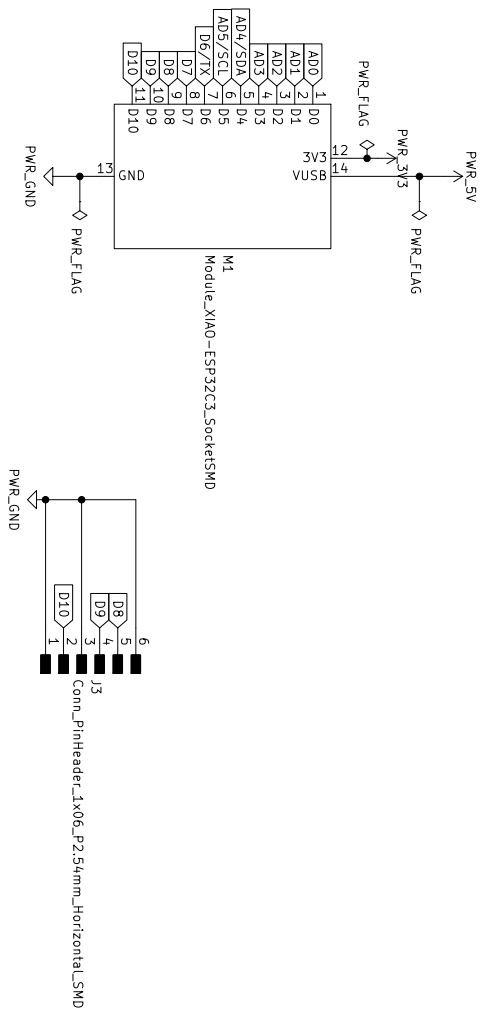 PWR_5V
PWR_3V3
PWR_FLAG
PWR_FLAG
12
14
3V3
VUSB
AD0
AD1
AD2
AD3
AD4/SDA
AD5/SCL
D6/TX
D7
D8
D9
D10
1
2
3
4
5
6
7
8
9
10
11
D0
D1
D2
D3
D4
D5
D6
D7
D8
D9
D10
13
GND
PWR_GND
PWR_FLAG
M1
Module_XIAO-ESP32C3_SocketSMD
PWR_GND
D8
D9
D10
6
5
4
3
2
1
J3
Conn_PinHeader_1x06_P2.54mm_Horizontal_SMD